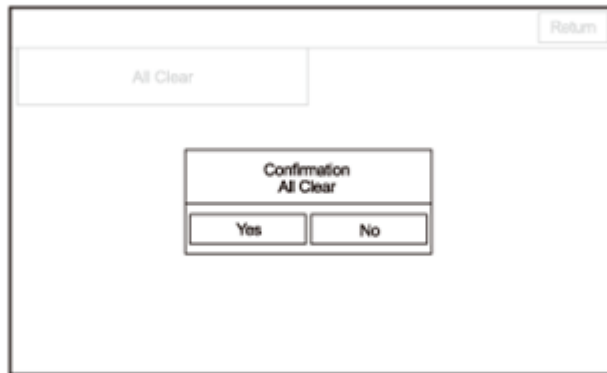 Return
All Clear
Confirmation
All Clear
Yes
No